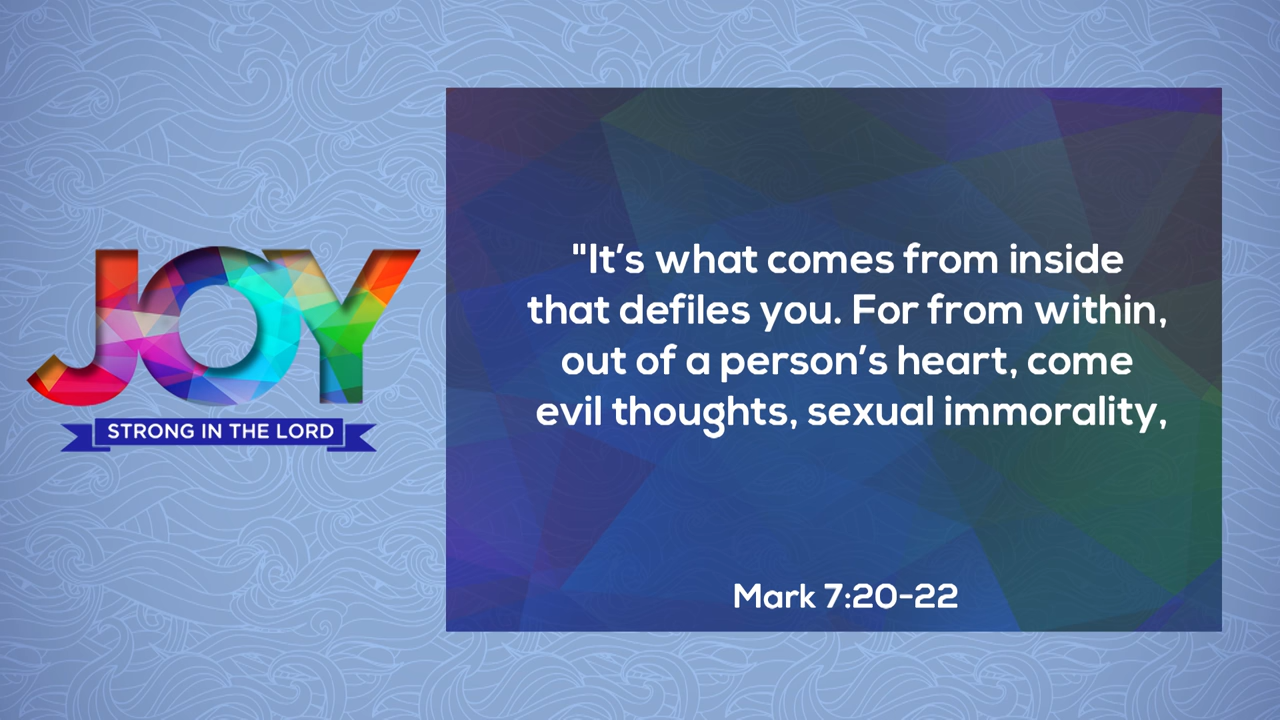 JOY
STRONG IN THE LORD
"It’s what comes from inside
that defiles you. For from within,
out of a person’s heart, come
evil thoughts, sexual immorality,
Mark 7:20-22